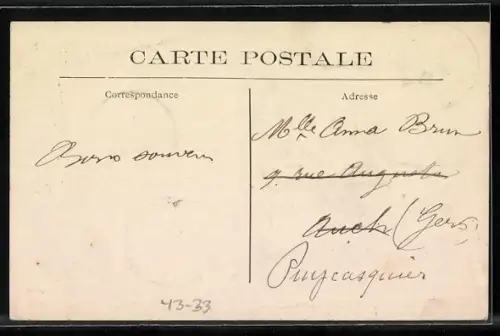 CARTE POSTALE
Correspondance
Adresse
Bons souvenirs
Mlle Anna Brun
9. rue Auguste
Auch (Gers)
Puycasquier
43-33